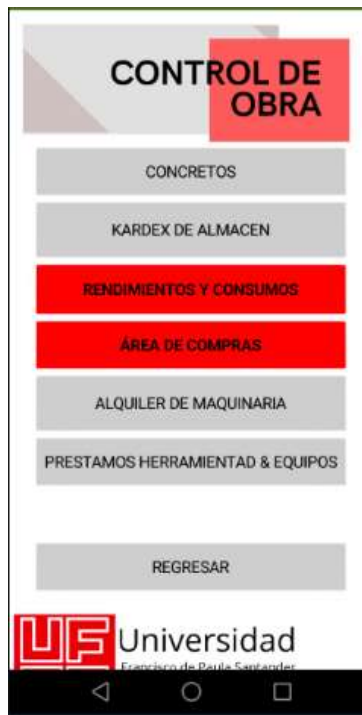 CONTROL DE
OBRA
CONCRETOS
KARDEX DE ALMACEN
RENDIMIENTOS Y CONSUMOS
ÁREA DE COMPRAS
ALQUILER DE MAQUINARIA
PRESTAMOS HERRAMIENTAD & EQUIPOS
REGRESAR
UF
Universidad
Francisco de Paula Santander